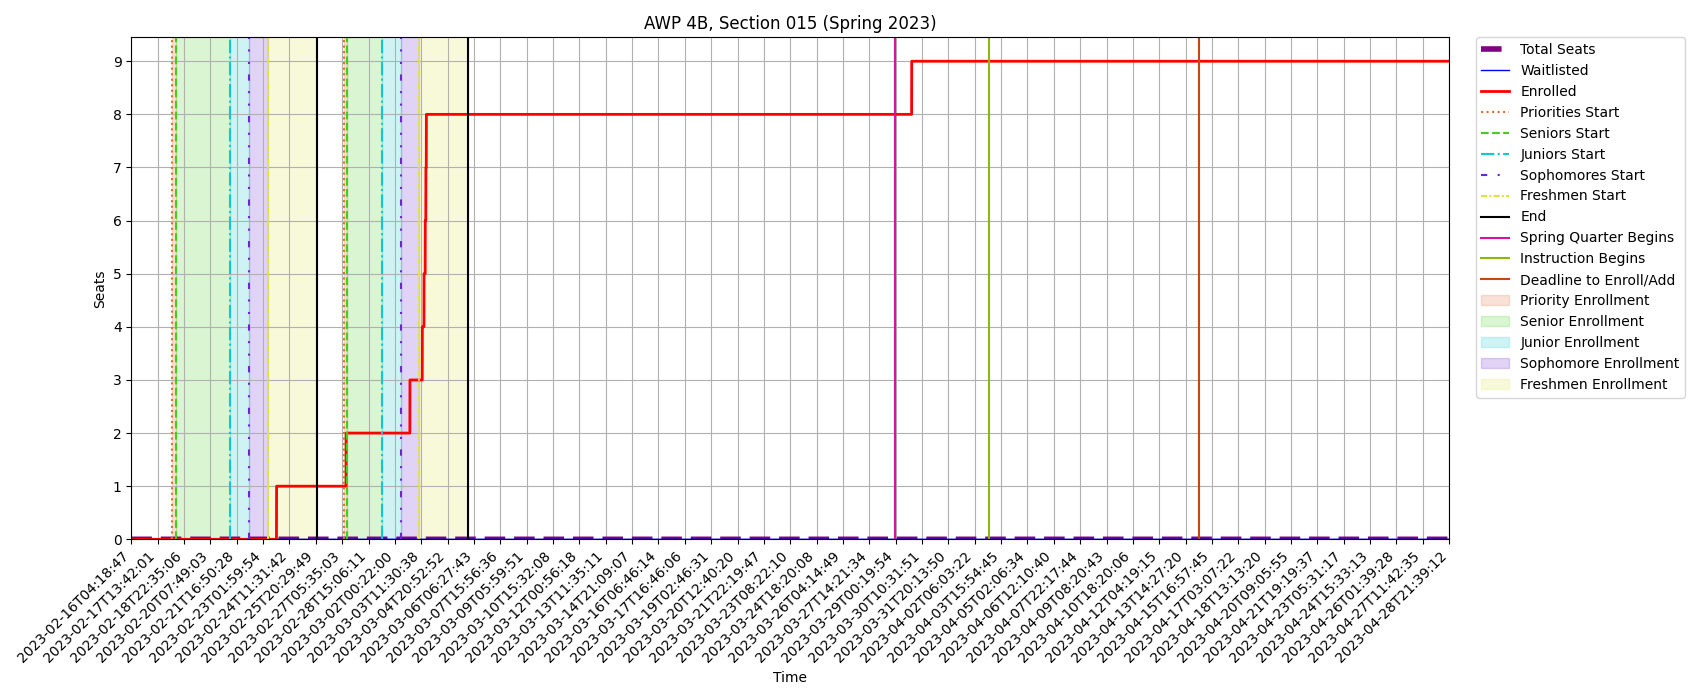 AWP 4B, Section 015 (Spring 2023)
Seats
9
8
7
6
5
4
3
2
1
0
2023-02-16T04:18:47
2023-02-17T13:42:01
2023-02-18T22:35:06
2023-02-20T07:49:03
2023-02-21T16:50:28
2023-02-23T01:59:54
2023-02-24T11:31:42
2023-02-25T20:29:49
2023-02-27T05:35:03
2023-02-28T15:06:11
2023-03-02T00:22:00
2023-03-03T11:30:38
2023-03-04T20:52:52
2023-03-06T06:27:43
2023-03-07T15:56:36
2023-03-09T05:59:51
2023-03-10T15:32:08
2023-03-12T00:56:18
2023-03-13T11:35:11
2023-03-14T21:09:07
2023-03-16T06:46:14
2023-03-17T16:46:06
2023-03-19T02:46:31
2023-03-20T12:40:20
2023-03-21T22:19:47
2023-03-23T08:22:10
2023-03-24T18:20:08
2023-03-26T04:14:49
2023-03-27T14:21:34
2023-03-29T00:19:54
2023-03-30T10:31:51
2023-03-31T20:13:50
2023-04-02T06:03:22
2023-04-03T15:54:45
2023-04-05T02:06:34
2023-04-06T12:10:40
2023-04-07T22:17:44
2023-04-09T08:20:43
2023-04-10T18:20:06
2023-04-12T04:19:15
2023-04-13T14:27:20
2023-04-15T16:57:45
2023-04-17T03:07:22
2023-04-18T13:13:20
2023-04-20T09:05:55
2023-04-21T19:19:37
2023-04-23T05:31:17
2023-04-24T15:33:13
2023-04-26T01:39:28
2023-04-27T11:42:35
2023-04-28T21:39:12
Time
Total Seats
Waitlisted
Enrolled
Priorities Start
Seniors Start
Juniors Start
Sophomores Start
Freshmen Start
End
Spring Quarter Begins
Instruction Begins
Deadline to Enroll/Add
Priority Enrollment
Senior Enrollment
Junior Enrollment
Sophomore Enrollment
Freshmen Enrollment